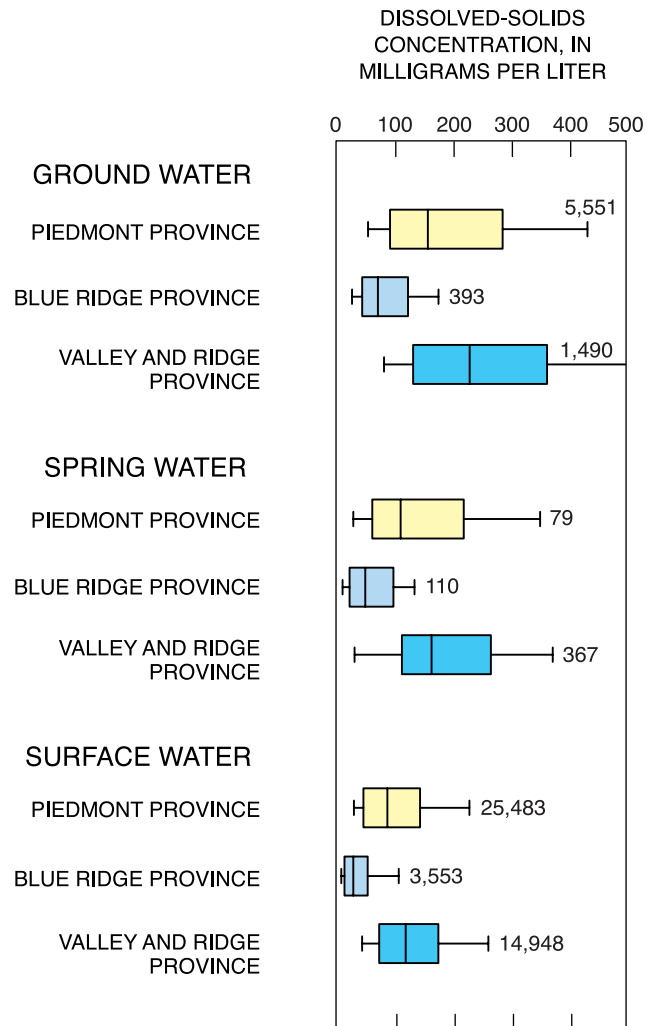 DISSOLVED-SOLIDS
CONCENTRATION, IN
MILLIGRAMS PER LITER
0 100 200 300 400 500
GROUND WATER
PIEDMONT PROVINCE 5,551
BLUE RIDGE PROVINCE 393
VALLEY AND RIDGE 1,490
PROVINCE
SPRING WATER
PIEDMONT PROVINCE 79
BLUE RIDGE PROVINCE 110
VALLEY AND RIDGE 367
PROVINCE
SURFACE WATER
PIEDMONT PROVINCE 25,483
BLUE RIDGE PROVINCE 3,553
VALLEY AND RIDGE 14,948
PROVINCE